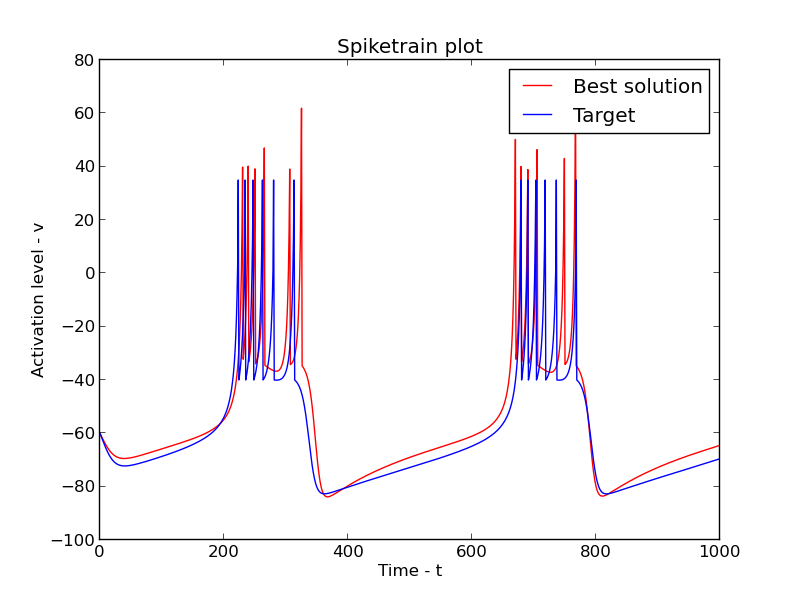 Spiketrain plot
Best solution
Target
80
60
40
20
0
−20
−40
−60
−80
−100
Activation level - v
0 200 400 600 800 1000
Time - t